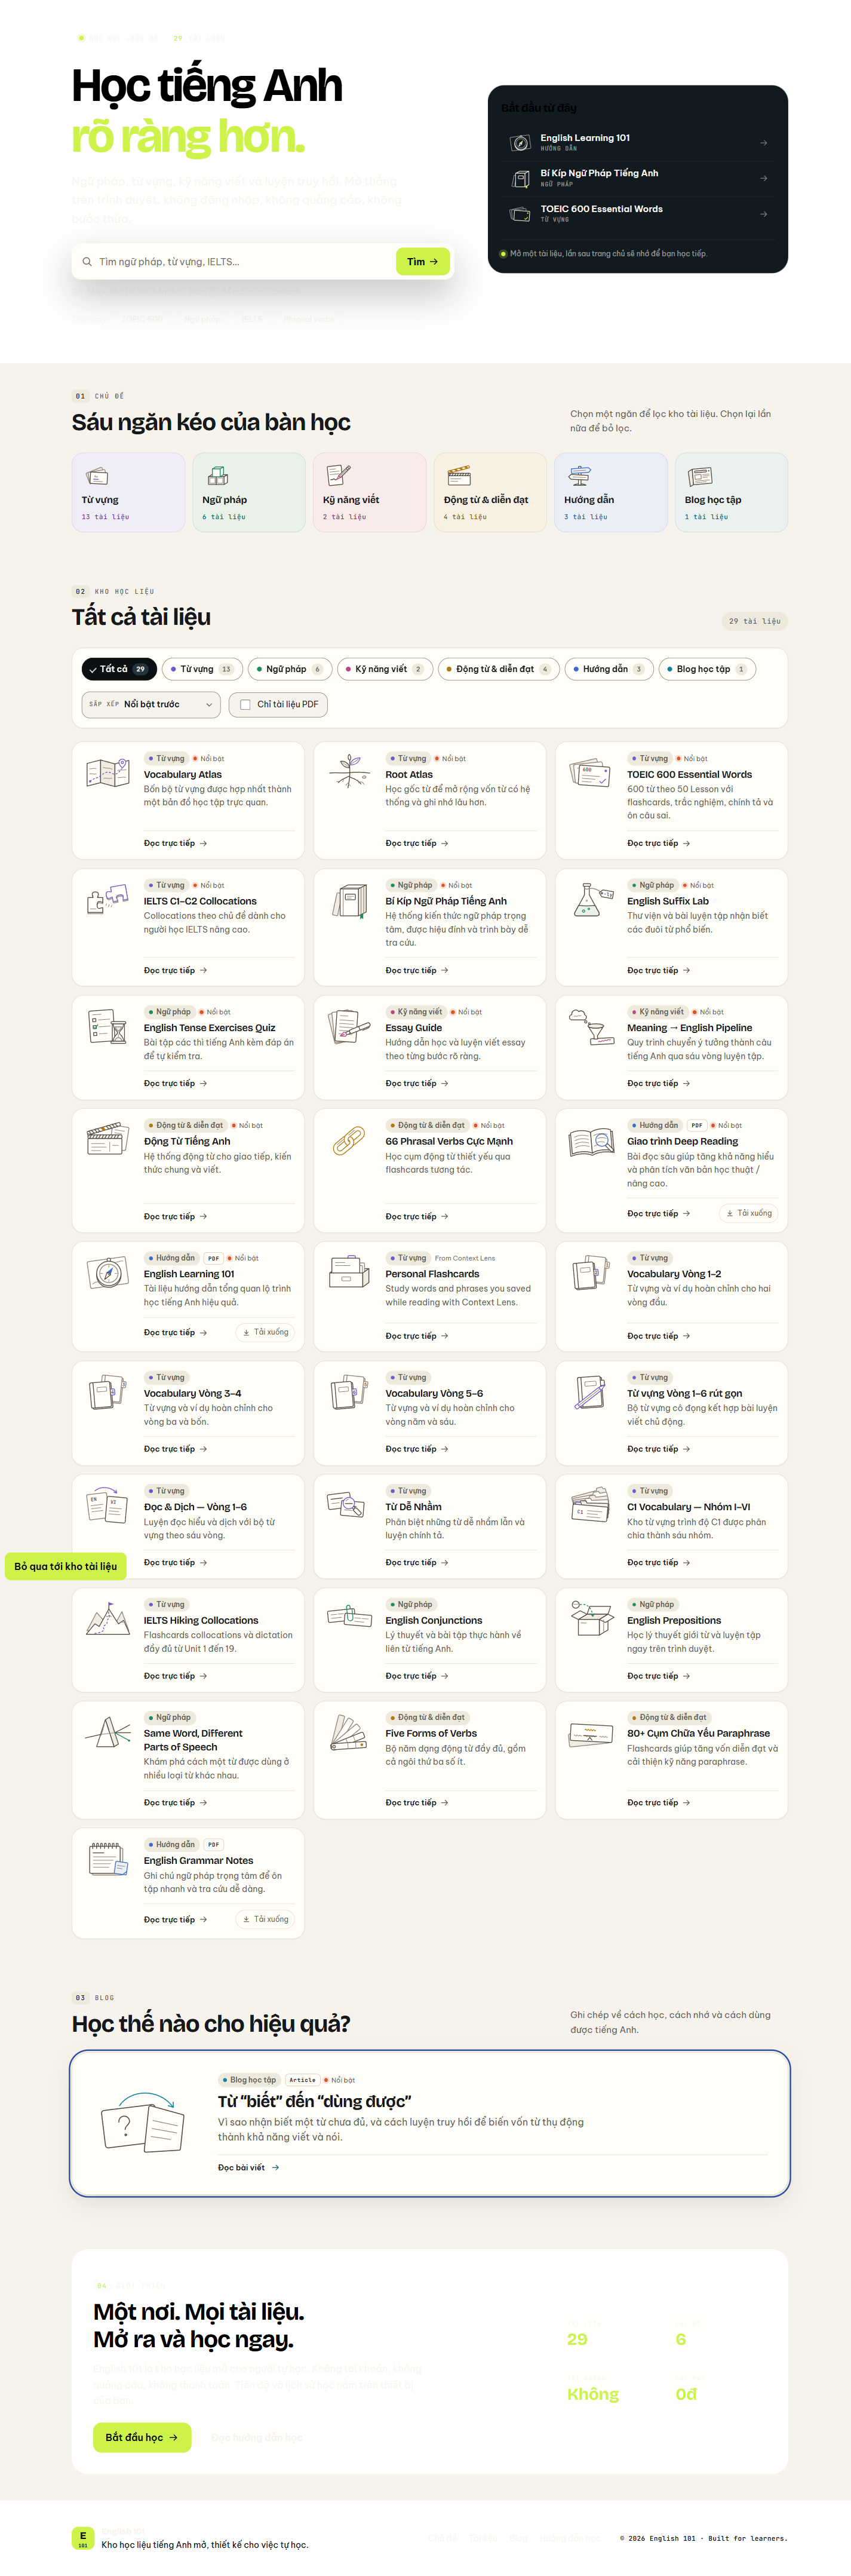 29
Học tiếng Anh
rõ ràng hơn.
Ngữ pháp, từ vựng, kỹ năng viết và luyện truy hồi. Mở thẳng
trên trình duyệt, không đăng nhập, không quảng cáo, không
bước thừa.
Tìm ngữ pháp, từ vựng, IELTS...
Tìm →
Bắt đầu từ đây
English Learning 101
HƯỚNG DẪN
Bí Kíp Ngữ Pháp Tiếng Anh
NGỮ PHÁP
TOEIC 600 Essential Words
TỪ VỰNG
Mở một tài liệu, lần sau trang chủ sẽ nhớ để bạn học tiếp.
01 CHỦ ĐỀ
Sáu ngăn kéo của bàn học
Chọn một ngăn để lọc kho tài liệu. Chọn lại lần
nữa để bỏ lọc.
Từ vựng
13 tài liệu
Ngữ pháp
6 tài liệu
Kỹ năng viết
2 tài liệu
Động từ & diễn đạt
4 tài liệu
Hướng dẫn
3 tài liệu
Blog học tập
1 tài liệu
02 KHO HỌC LIỆU
Tất cả tài liệu
29 tài liệu
Tất cả 29
Từ vựng 13
Ngữ pháp 6
Kỹ năng viết 2
Động từ & diễn đạt 4
Hướng dẫn 3
Blog học tập 1
SẮP XẾP Nổi bật trước
Chỉ tài liệu PDF
Từ vựng Nổi bật
Vocabulary Atlas
Bốn bộ từ vựng được hợp nhất thành
một bản đồ học tập trực quan.
Đọc trực tiếp →
Từ vựng Nổi bật
Root Atlas
Học gốc từ để mở rộng vốn từ có hệ
thống và ghi nhớ lâu hơn.
Đọc trực tiếp →
Từ vựng Nổi bật
600
TOEIC 600 Essential Words
600 từ theo 50 Lesson với
flashcards, trắc nghiệm, chính tả và
ôn câu sai.
Đọc trực tiếp →
Từ vựng Nổi bật
IELTS C1–C2 Collocations
Collocations theo chủ đề dành cho
người học IELTS nâng cao.
Đọc trực tiếp →
Ngữ pháp Nổi bật
Bí Kíp Ngữ Pháp Tiếng Anh
Hệ thống kiến thức ngữ pháp trọng
tâm, được hiệu đính và trình bày dễ
tra cứu.
Đọc trực tiếp →
Ngữ pháp Nổi bật
English Suffix Lab
Thư viện và bài luyện tập nhận biết
các đuôi từ phổ biến.
Đọc trực tiếp →
Ngữ pháp Nổi bật
English Tense Exercises Quiz
Bài tập các thì tiếng Anh kèm đáp án
để tự kiểm tra.
Đọc trực tiếp →
Kỹ năng viết Nổi bật
Essay Guide
Hướng dẫn học và luyện viết essay
theo từng bước rõ ràng.
Đọc trực tiếp →
Kỹ năng viết Nổi bật
Meaning → English Pipeline
Quy trình chuyển ý tưởng thành câu
tiếng Anh qua sáu vòng luyện tập.
Đọc trực tiếp →
Động từ & diễn đạt Nổi bật
Động Từ Tiếng Anh
Hệ thống động từ cho giao tiếp, kiến
thức chung và viết.
Đọc trực tiếp →
Động từ & diễn đạt Nổi bật
66 Phrasal Verbs Cực Mạnh
Học cụm động từ thiết yếu qua
flashcards tương tác.
Đọc trực tiếp →
Hướng dẫn PDF Nổi bật
Giáo trình Deep Reading
Bài đọc sâu giúp tăng khả năng hiểu
và phân tích văn bản học thuật /
nâng cao.
Đọc trực tiếp → Tải xuống
Hướng dẫn PDF Nổi bật
English Learning 101
Tài liệu hướng dẫn tổng quan lộ trình
học tiếng Anh hiệu quả.
Đọc trực tiếp → Tải xuống
Từ vựng From Context Lens
Personal Flashcards
Study words and phrases you saved
while reading with Context Lens.
Đọc trực tiếp →
Từ vựng
Vocabulary Vòng 1–2
Từ vựng và ví dụ hoàn chỉnh cho hai
vòng đầu.
Đọc trực tiếp →
Từ vựng
Vocabulary Vòng 3–4
Từ vựng và ví dụ hoàn chỉnh cho
vòng ba và bốn.
Đọc trực tiếp →
Từ vựng
Vocabulary Vòng 5–6
Từ vựng và ví dụ hoàn chỉnh cho
vòng năm và sáu.
Đọc trực tiếp →
Từ vựng
Từ vựng Vòng 1–6 rút gọn
Bộ từ vựng cô đọng kết hợp bài luyện
viết chủ động.
Đọc trực tiếp →
EN VI
Từ vựng
Đọc & Dịch — Vòng 1–6
Luyện đọc hiểu và dịch với bộ từ
vựng theo sáu vòng.
Đọc trực tiếp →
Từ vựng
Từ Dễ Nhầm
Phân biệt những từ dễ nhầm lẫn và
luyện chính tả.
Đọc trực tiếp →
C1
Từ vựng
C1 Vocabulary — Nhóm I–VI
Kho từ vựng trình độ C1 được phân
chia thành sáu nhóm.
Đọc trực tiếp →
Bỏ qua tới kho tài liệu
Từ vựng
IELTS Hiking Collocations
Flashcards collocations và dictation
đầy đủ từ Unit 1 đến 19.
Đọc trực tiếp →
Ngữ pháp
English Conjunctions
Lý thuyết và bài tập thực hành về
liên từ tiếng Anh.
Đọc trực tiếp →
Ngữ pháp
English Prepositions
Học lý thuyết giới từ và luyện tập
ngay trên trình duyệt.
Đọc trực tiếp →
Ngữ pháp
Same Word, Different
Parts of Speech
Khám phá cách một từ được dùng ở
nhiều loại từ khác nhau.
Đọc trực tiếp →
Động từ & diễn đạt
Five Forms of Verbs
Bộ năm dạng động từ đầy đủ, gồm
cả ngôi thứ ba số ít.
Đọc trực tiếp →
Động từ & diễn đạt
80+ Cụm Chữa Yếu Paraphrase
Flashcards giúp tăng vốn diễn đạt và
cải thiện kỹ năng paraphrase.
Đọc trực tiếp →
Hướng dẫn PDF
English Grammar Notes
Ghi chú ngữ pháp trọng tâm để ôn
tập nhanh và tra cứu dễ dàng.
Đọc trực tiếp → Tải xuống
03 BLOG
Học thế nào cho hiệu quả?
Ghi chép về cách học, cách nhớ và cách dùng
được tiếng Anh.
Blog học tập Article Nổi bật
Từ “biết” đến “dùng được”
Vì sao nhận biết một từ chưa đủ, và cách luyện truy hồi để biến vốn từ thụ động
thành khả năng viết và nói.
Đọc bài viết →
04
Một nơi. Mọi tài liệu.
Mở ra và học ngay.
29
6
Không
0đ
Bắt đầu học →
Đọc hướng dẫn học
E
101
English 101
Kho học liệu tiếng Anh mở, thiết kế cho việc tự học.
© 2026 English 101 · Built for learners.